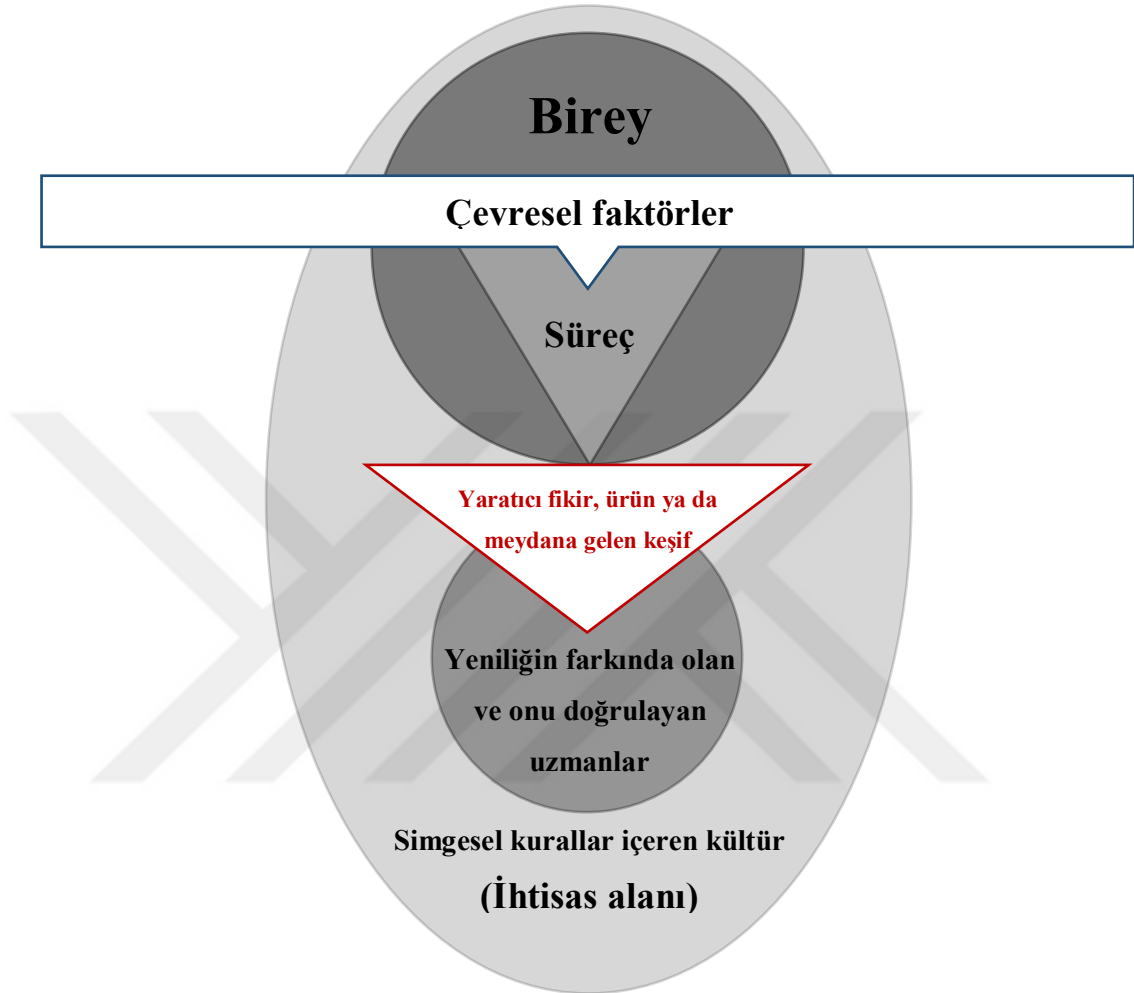 Birey
Çevresel faktörler
Süreç
Yaratıcı fikir, ürün ya da
meydana gelen keşif
Yeniliğin farkında olan
ve onu doğrulayan
uzmanlar
Simgesel kurallar içeren kültür
(İhtisas alanı)